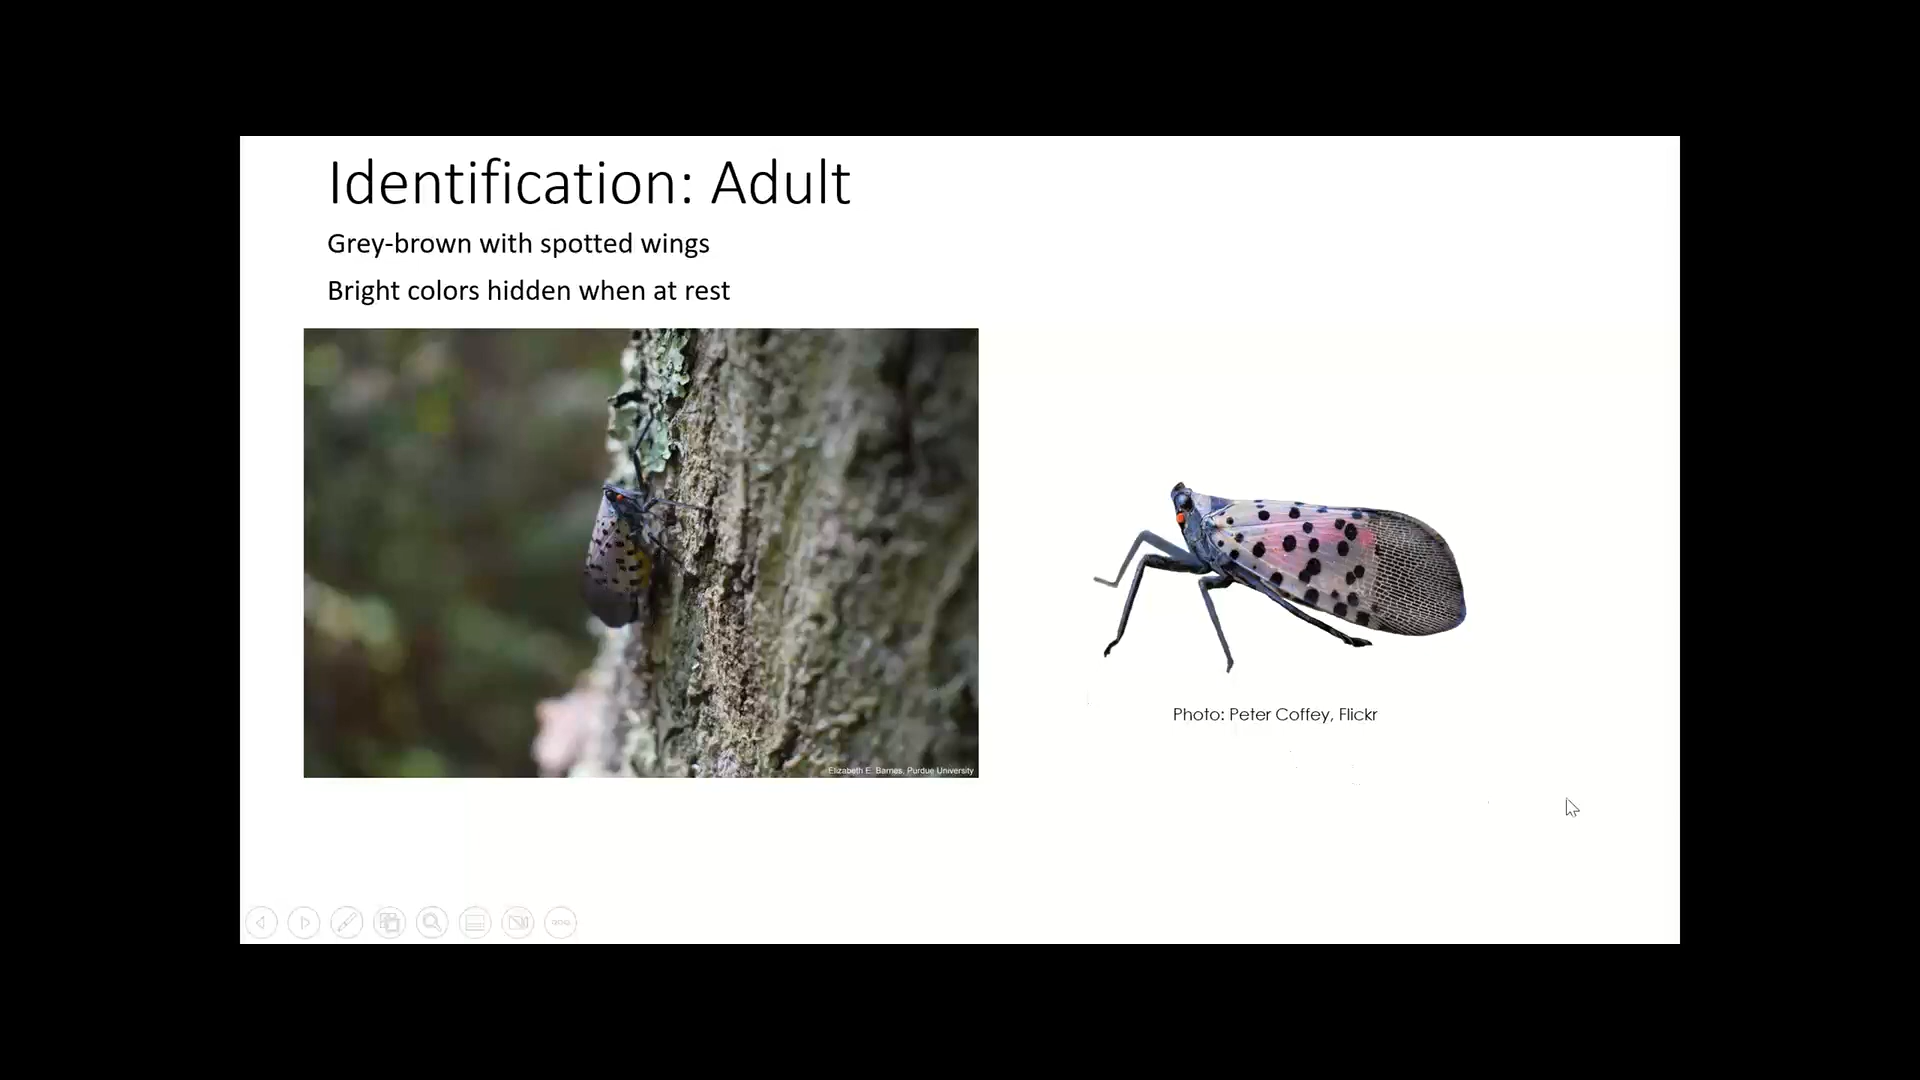 Identification: Adult
Grey-brown with spotted wings
Bright colors hidden when at rest
Elizabeth E. Barnes, Purdue University
Photo: Peter Coffey, Flickr